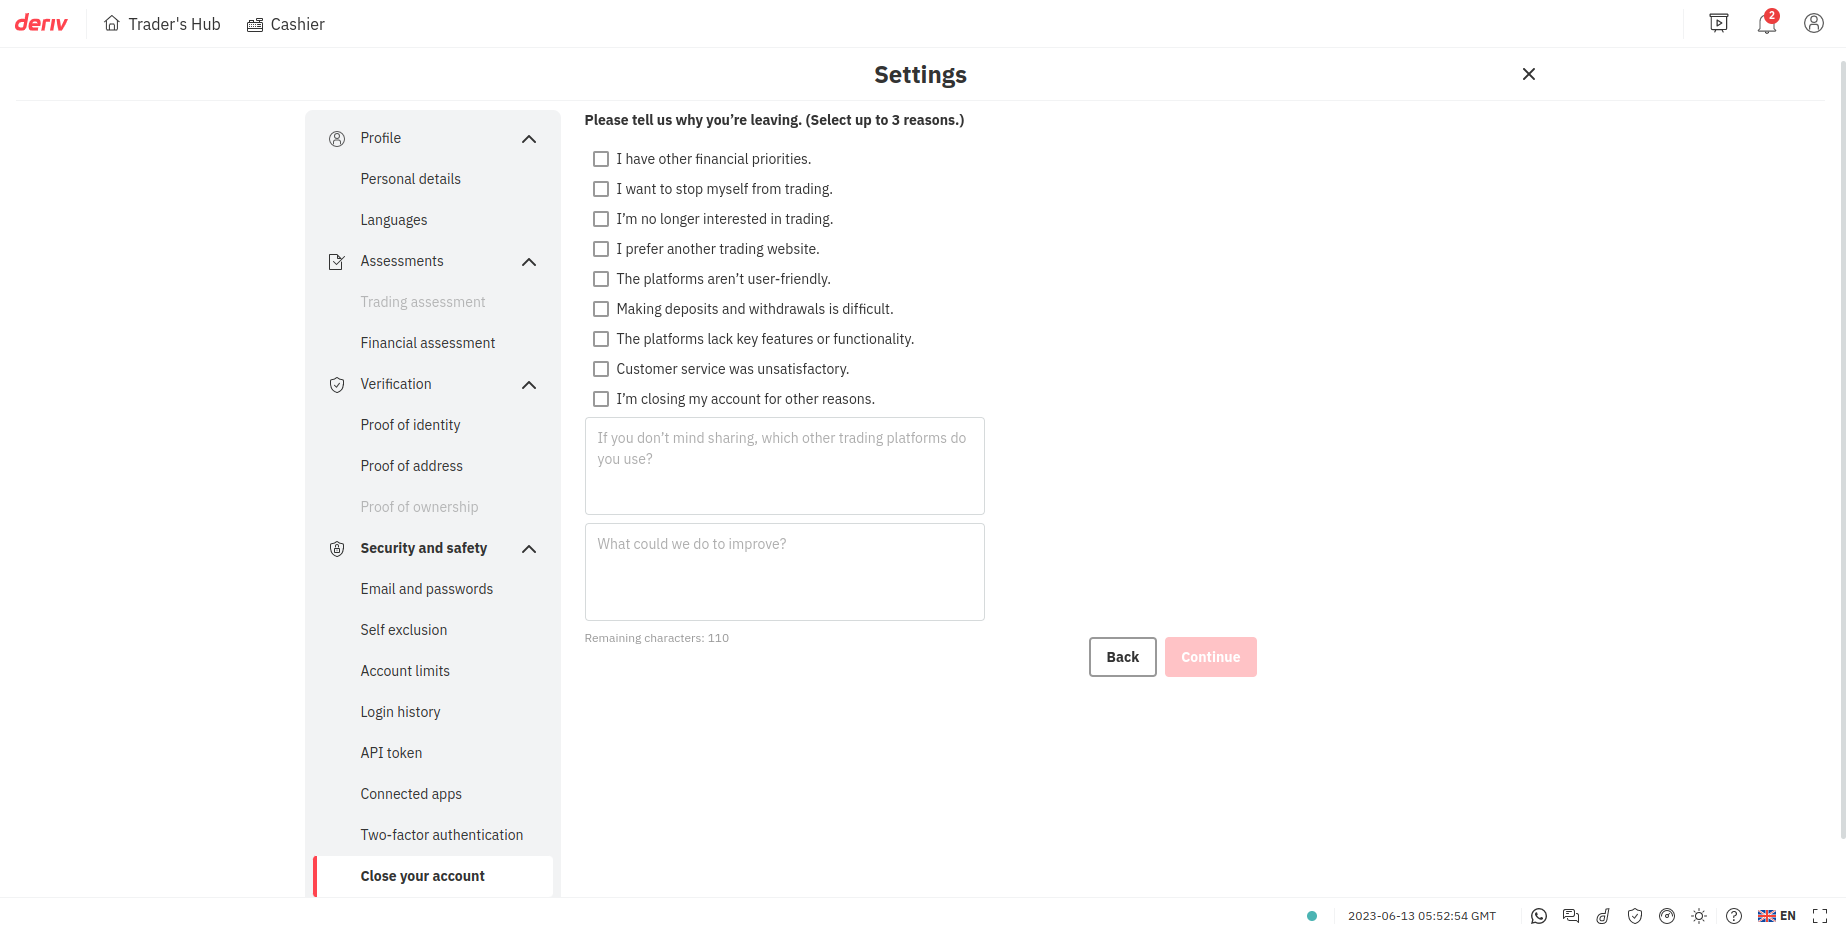 deriv
Trader's Hub
Cashier
2
Settings
Profile
Personal details
Languages
Assessments
Trading assessment
Financial assessment
Verification
Proof of identity
Proof of address
Proof of ownership
Security and safety
Email and passwords
Self exclusion
Account limits
Login history
API token
Connected apps
Two-factor authentication
Close your account
Please tell us why you’re leaving. (Select up to 3 reasons.)
I have other financial priorities.
I want to stop myself from trading.
I’m no longer interested in trading.
I prefer another trading website.
The platforms aren’t user-friendly.
Making deposits and withdrawals is difficult.
The platforms lack key features or functionality.
Customer service was unsatisfactory.
I’m closing my account for other reasons.
If you don’t mind sharing, which other trading platforms do
you use?
What could we do to improve?
Remaining characters: 110
Back
Continue
2023-06-13 05:52:54 GMT
EN